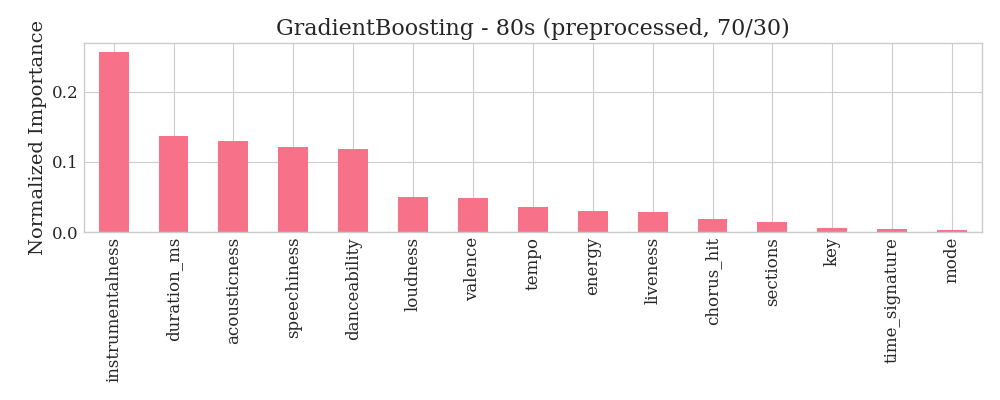 GradientBoosting - 80s (preprocessed, 70/30)
Normalized Importance
0.2
0.1
0.0
instrumentalness
duration_ms
acousticness
speechiness
danceability
loudness
valence
tempo
energy
liveness
chorus_hit
sections
key
time_signature
mode